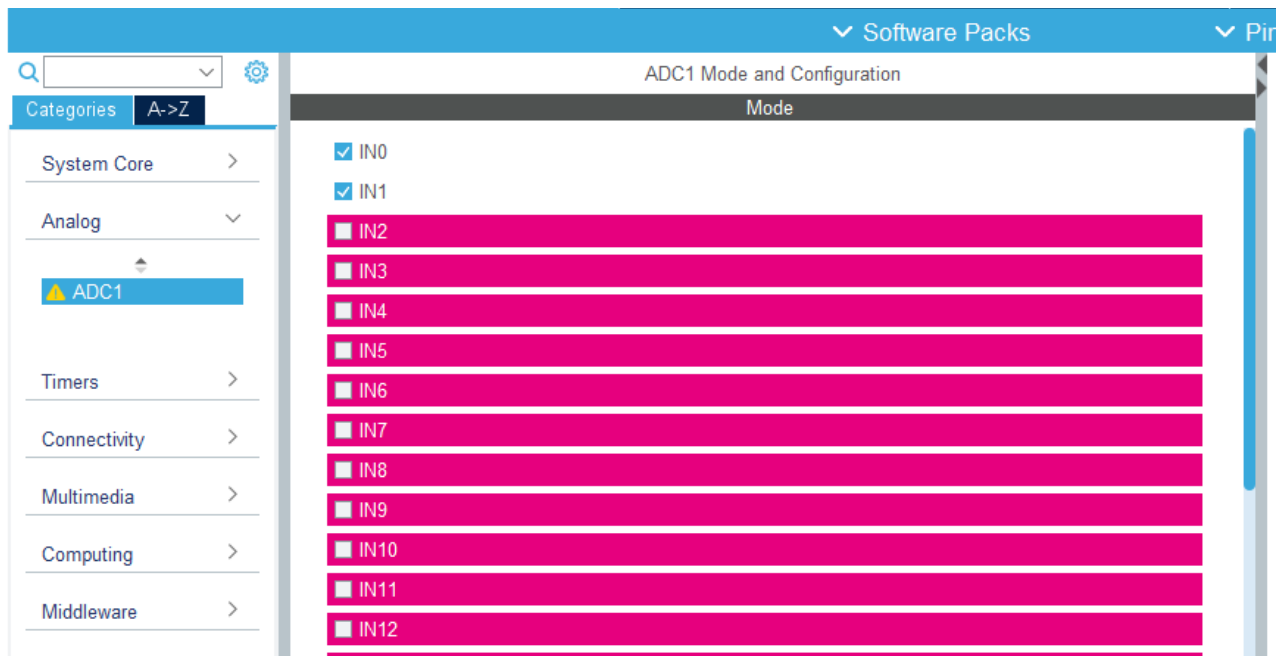 Software Packs
Pin
ADC1 Mode and Configuration
Categories
A->Z
Mode
System Core
Analog
ADC1
Timers
Connectivity
Multimedia
Computing
Middleware
IN0
IN1
IN2
IN3
IN4
IN5
IN6
IN7
IN8
IN9
IN10
IN11
IN12